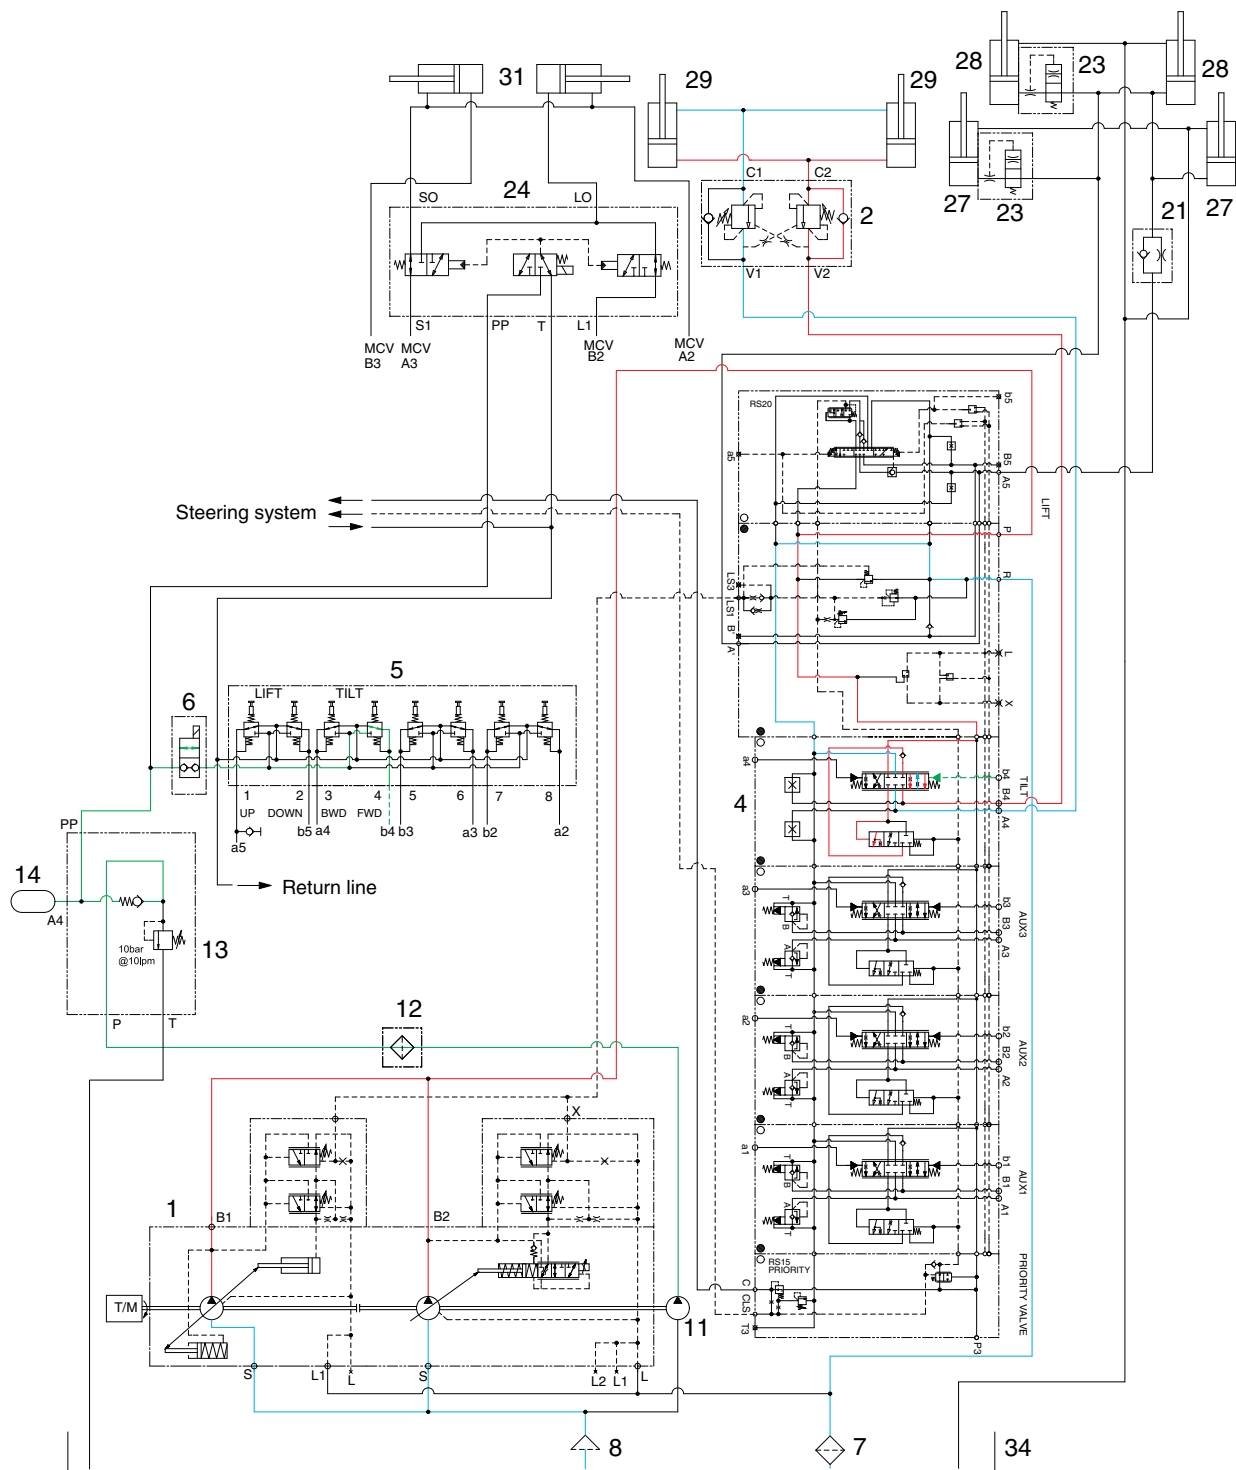 31
29
29
28
23
28
27
27
23
27
21
SO
24
LO
C1
C2
2
V1
V2
S1
PP
T
L1
MCV
B3
MCV
A3
MCV
B2
MCV
A2
RS20
a5
b5
B5
A5
LIFT
P
R
Steering system
LS3
LS1
B'
A'
L
X
5
6
LIFT
TILT
1
2
3
4
5
6
7
8
UP
DOWN
BWD
FWD
a5
b5
a4
b4
b3
a3
b2
a2
Return line
PP
14
A4
10bar
@10lpm
13
P
T
12
4
a4
b4
B4
A4
TILT
a3
b3
B3
A3
AUX3
T
B
A
T
a2
b2
B2
A2
AUX2
T
B
A
T
a1
b1
B1
A1
AUX1
T
B
A
T
RS15
PRIORITY
PRIORITY VALVE
C
CLS
T3
P3
X
1
B1
B2
T/M
11
S
L1
L
S
L2
L1
L
8
7
34